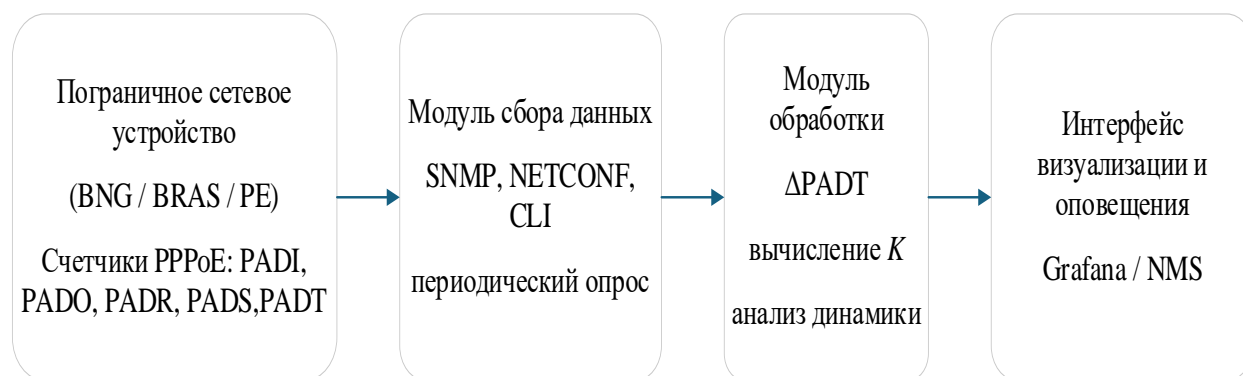 Пограничное сетевое
устройство
(BNG / BRAS / PE)
Счетчики PPPoE: PADI,
PADO, PADR, PADS,PADT
Модуль сбора данных
SNMP, NETCONF,
CLI
периодический опрос
Модуль
обработки
ΔPADT
вычисление K
анализ динамики
Интерфейс
визуализации и
оповещения
Grafana / NMS